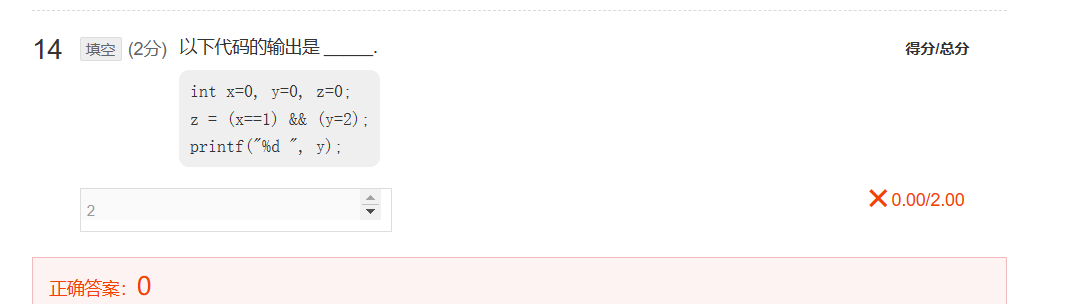 14 填空 (2分) 以下代码的输出是 _____. 得分/总分
int x=0, y=0, z=0;
z = (x==1) && (y=2);
printf("%d ", y);
2
✕0.00/2.00
正确答案：0